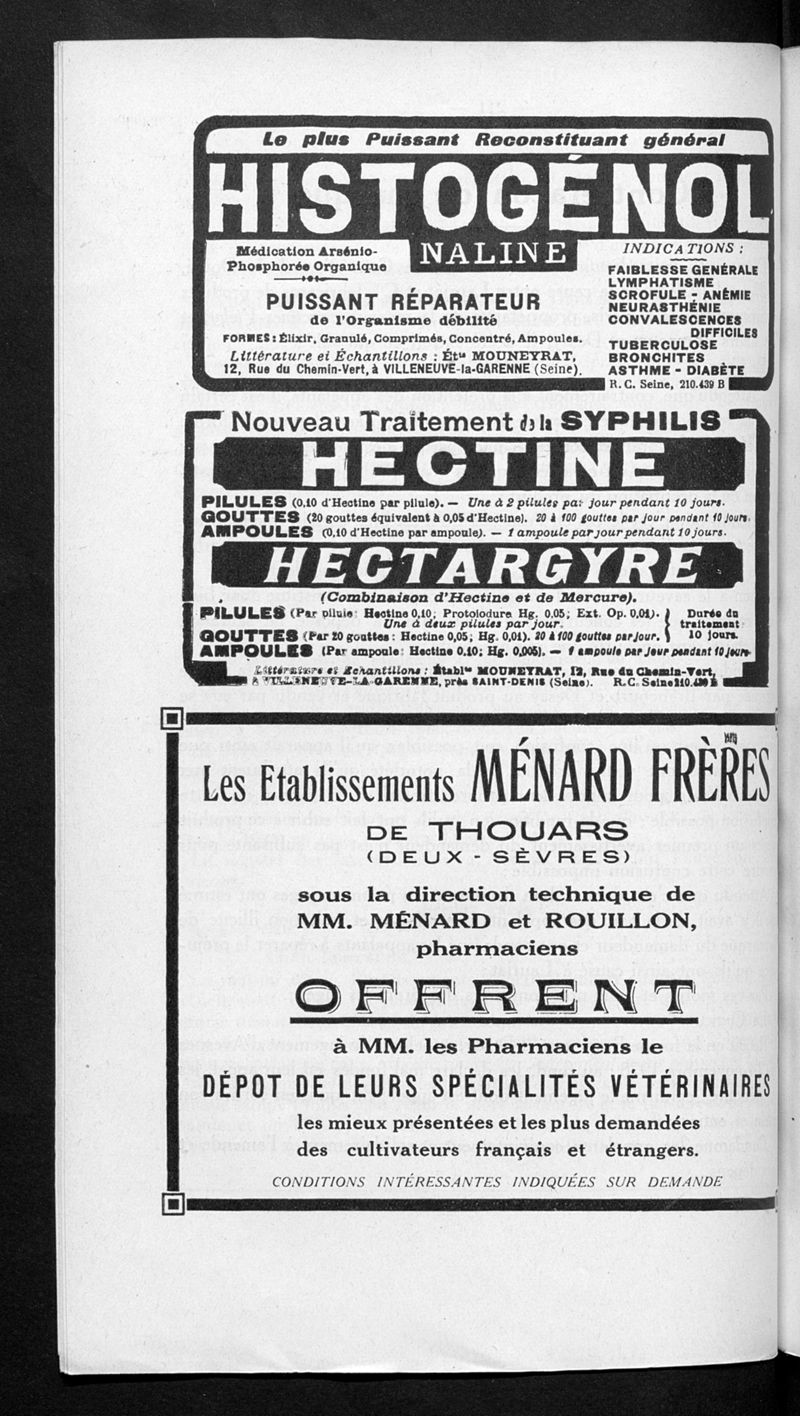 Le plus Puissant Reconstituant général
HISTOGÉNOL
NALINE
Médication Arsénio-
Phosphorée Organique
PUISSANT RÉPARATEUR
de l'Organisme débilité
FORMES : Élixir, Granulé, Comprimés, Concentré, Ampoules.
Littérature et Échantillons : Éts MOUNEYRAT,
12, Rue du Chemin-Vert, à VILLENEUVE-la-GARENNE (Seine).
INDICATIONS :
FAIBLESSE GENÉRALE
LYMPHATISME
SCROFULE - ANÉMIE
NEURASTHÉNIE
CONVALESCENCES
DIFFICILES
TUBERCULOSE
BRONCHITES
ASTHME - DIABÈTE
R. C. Seine, 210.439 B
Nouveau Traitement de la SYPHILIS
HECTINE
PILULES (0,10 d'Hectine par pilule). — Une à 2 pilules par jour pendant 10 jours.
GOUTTES (20 gouttes équivalent à 0,05 d'Hectine). 20 à 100 gouttes par jour pendant 10 jours.
AMPOULES (0,10 d'Hectine par ampoule). — 1 ampoule par jour pendant 10 jours.
HECTARGYRE
(Combinaison d'Hectine et de Mercure).
PILULES (Par pilule : Hectine 0,10; Protoiodure Hg. 0,05; Ext. Op. 0,01).
Une à deux pilules par jour.
GOUTTES (Par 20 gouttes : Hectine 0,05; Hg. 0,01). 20 à 100 gouttes par jour.
Durée du
traitement
10 jours.
AMPOULES (Par ampoule : Hectine 0,10; Hg. 0,005). — 1 ampoule par jour pendant 10 jours.
Littérature et Échantillons : Établts MOUNEYRAT, 12, Rue du Chemin-Vert,
à VILLENEUVE-LA-GARENNE, près SAINT-DENIS (Seine). R. C. Seine 210.439 B
Les Etablissements MÉNARD FRÈRES
DE THOUARS
(DEUX - SÈVRES)
sous la direction technique de
MM. MÉNARD et ROUILLON,
pharmaciens
OFFRENT
à MM. les Pharmaciens le
DÉPOT DE LEURS SPÉCIALITÉS VÉTÉRINAIRES
les mieux présentées et les plus demandées
des cultivateurs français et étrangers.
CONDITIONS INTÉRESSANTES INDIQUÉES SUR DEMANDE